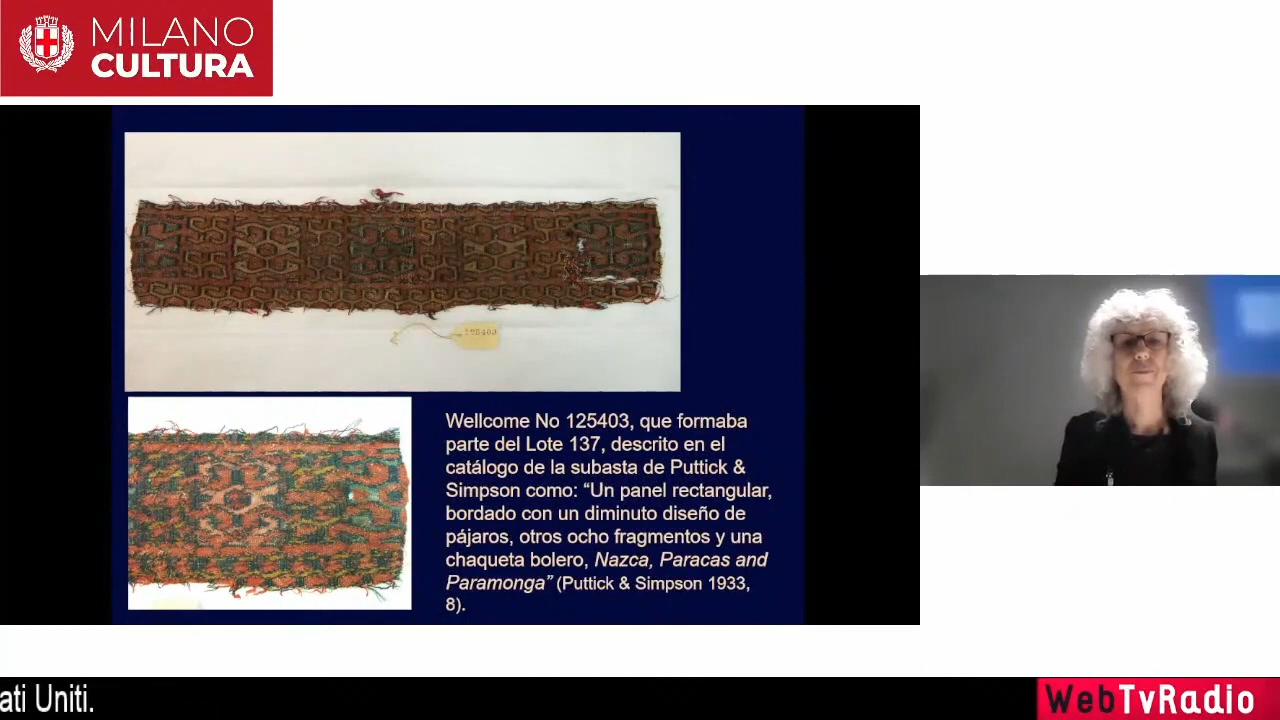 MILANO
CULTURA
125403
Wellcome No 125403, que formaba
parte del Lote 137, descrito en el
catálogo de la subasta de Puttick &
Simpson como: “Un panel rectangular,
bordado con un diminuto diseño de
pájaros, otros ocho fragmentos y una
chaqueta bolero, Nazca, Paracas and
Paramonga” (Puttick & Simpson 1933,
8).
ati Uniti.
WebTvRadio